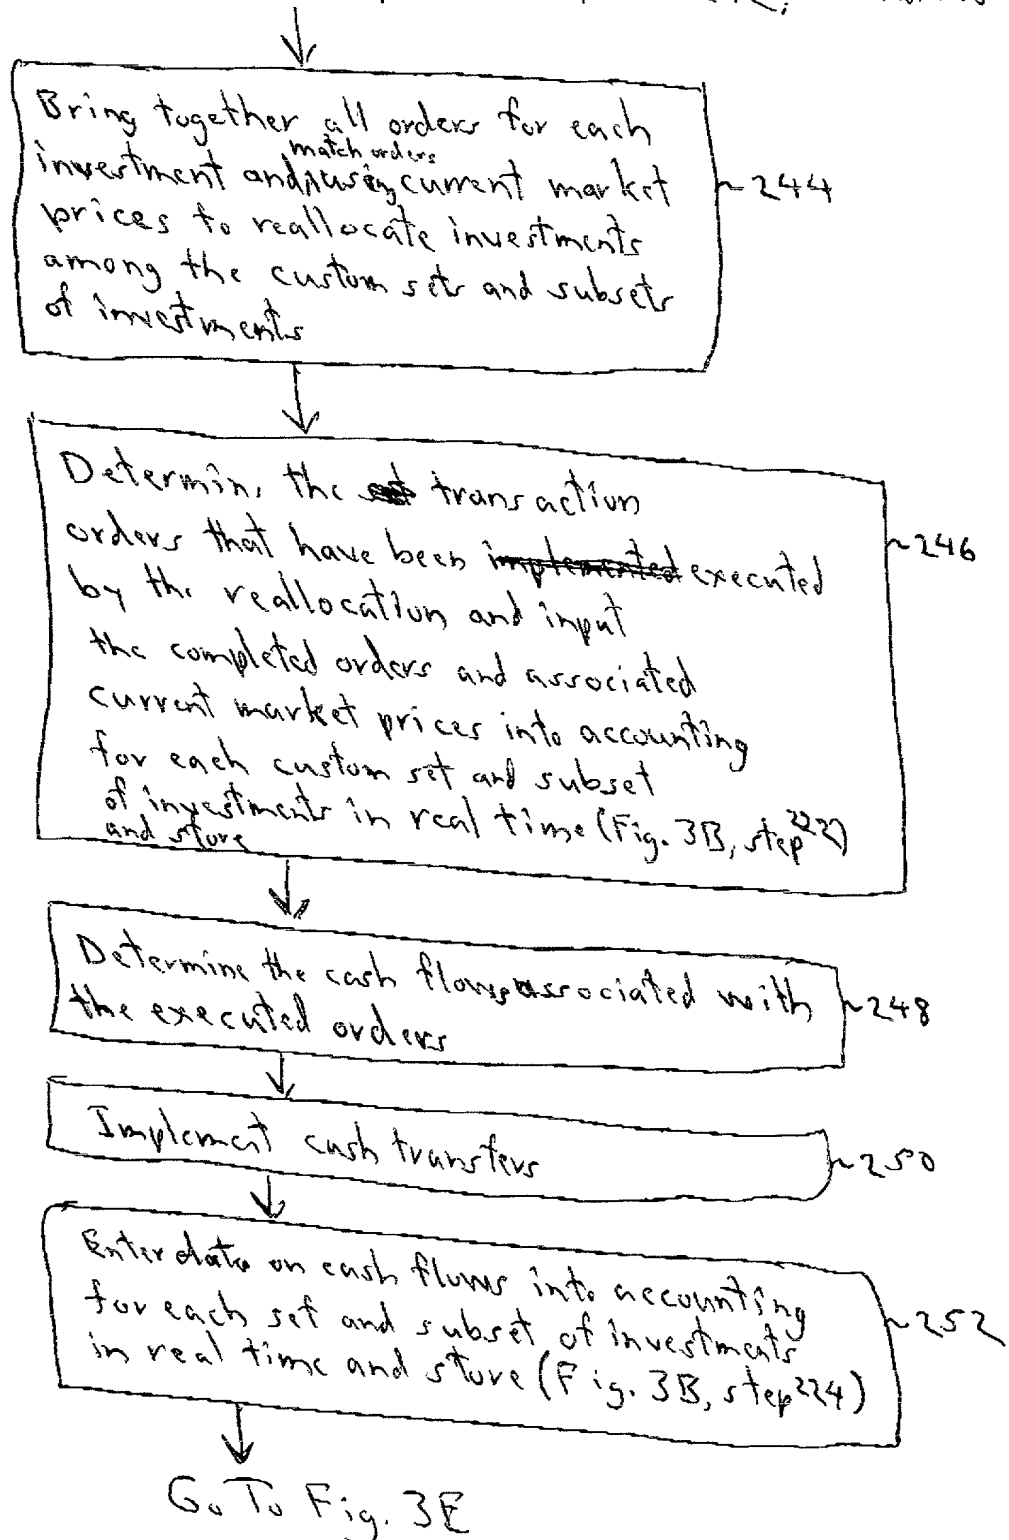 Bring together all orders for each
match orders
investment and using current market
prices to reallocate investments
among the custom sets and subsets
of investments
~244
Determine the transaction
orders that have been implemented executed
by the reallocation and input
the completed orders and associated
current market prices into accounting
for each custom set and subset
of investments in real time (Fig. 3B, step 222)
and store
~246
Determine the cash flows associated with
the executed orders
~248
Implement cash transfers
~250
Enter data on cash flows into accounting
for each set and subset of investments
in real time and store (Fig. 3B, step 224)
~252
Go To Fig. 3E